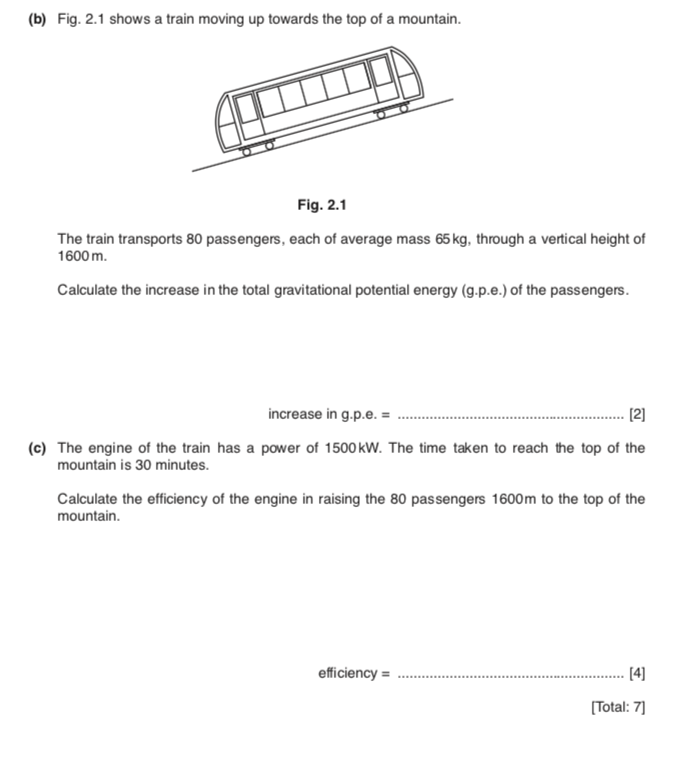 (b) Fig. 2.1 shows a train moving up towards the top of a mountain.
Fig. 2.1
The train transports 80 passengers, each of average mass 65 kg, through a vertical height of
1600 m.
Calculate the increase in the total gravitational potential energy (g.p.e.) of the passengers.
increase in g.p.e. = ........................................................ [2]
(c) The engine of the train has a power of 1500 kW. The time taken to reach the top of the
mountain is 30 minutes.
Calculate the efficiency of the engine in raising the 80 passengers 1600 m to the top of the
mountain.
efficiency = ........................................................ [4]
[Total: 7]